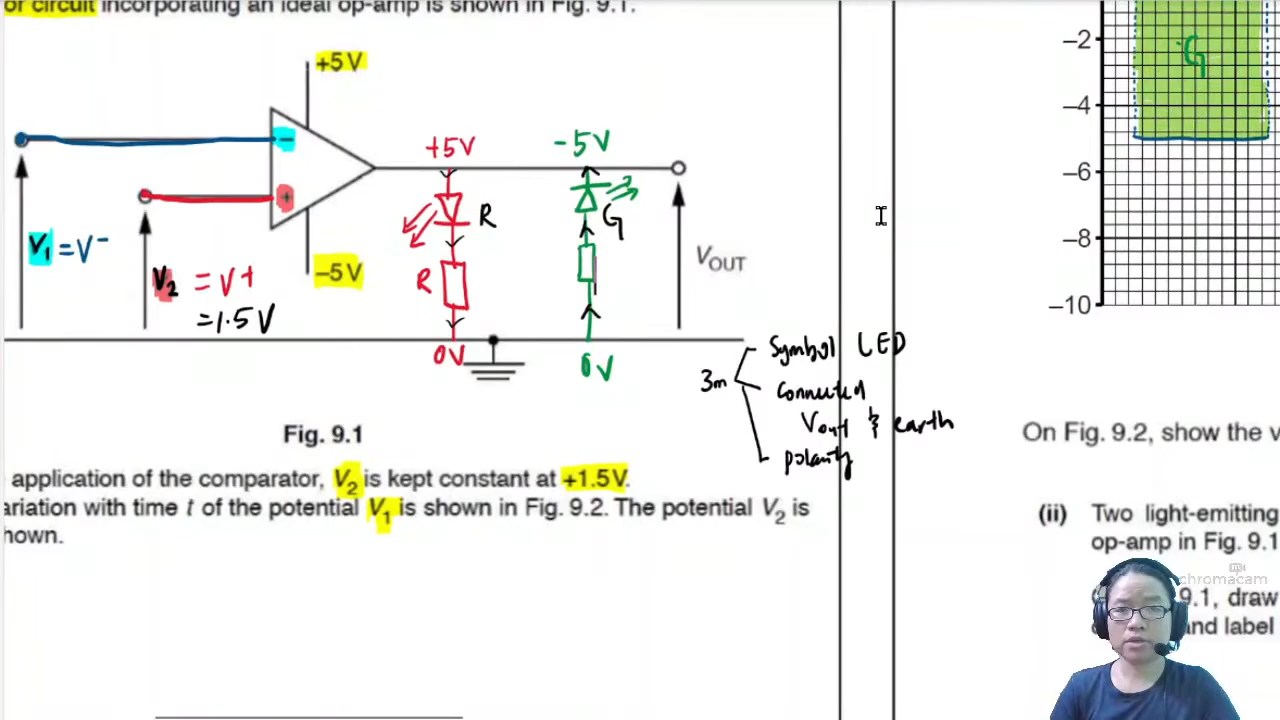 or circuit incorporating an ideal op-amp is shown in Fig. 9.1.
+5V
−
+
–5V
V1 = V–
V2 = V+
= 1.5V
+5V
R
R
0V
-5V
G
0V
VOUT
3m
Symbol LED
Connected
Vout & earth
polarity
Fig. 9.1
application of the comparator, V2 is kept constant at +1.5V.
ariation with time t of the potential V1 is shown in Fig. 9.2. The potential V2 is
hown.
–2
G
–4
–6
–8
–10
On Fig. 9.2, show the v
(ii) Two light-emitting
op-amp in Fig. 9.1
9.1, draw
and label
chromacam